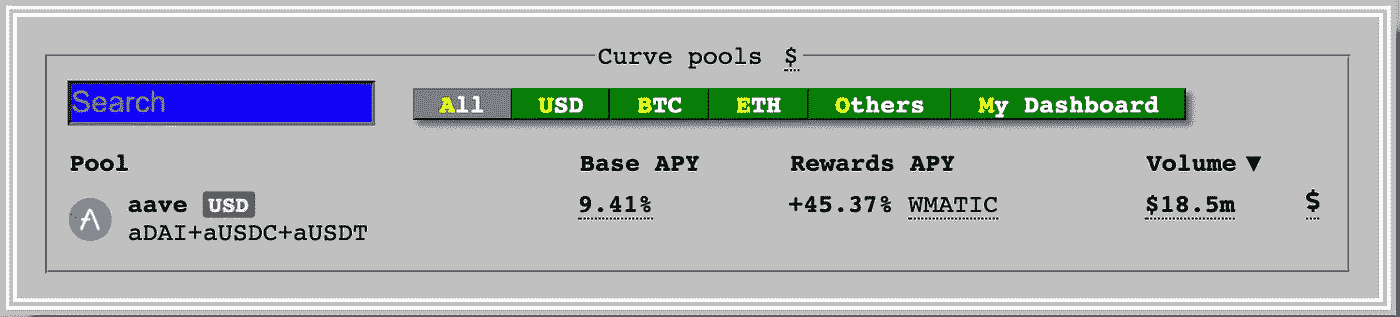 Curve pools $
Search
All USD BTC ETH Others My Dashboard
Pool Base APY Rewards APY Volume ▼
aave USD 9.41% +45.37% WMATIC $18.5m $
aDAI+aUSDC+aUSDT